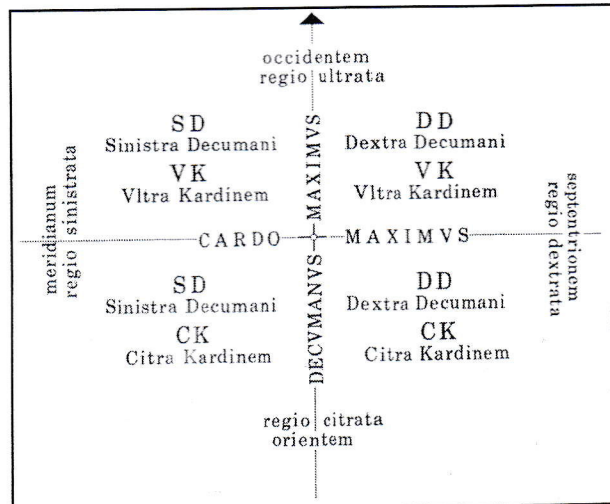 occidentem
regio ultrata
SD
Sinistra Decumani
VK
Vltra Kardinem
DD
Dextra Decumani
VK
Vltra Kardinem
meridianum
regio sinistrata
CARDO MAXIMVS
DECVMANVS MAXIMVS
septentrionem
regio dextrata
SD
Sinistra Decumani
CK
Citra Kardinem
DD
Dextra Decumani
CK
Citra Kardinem
regio citrata
orientem